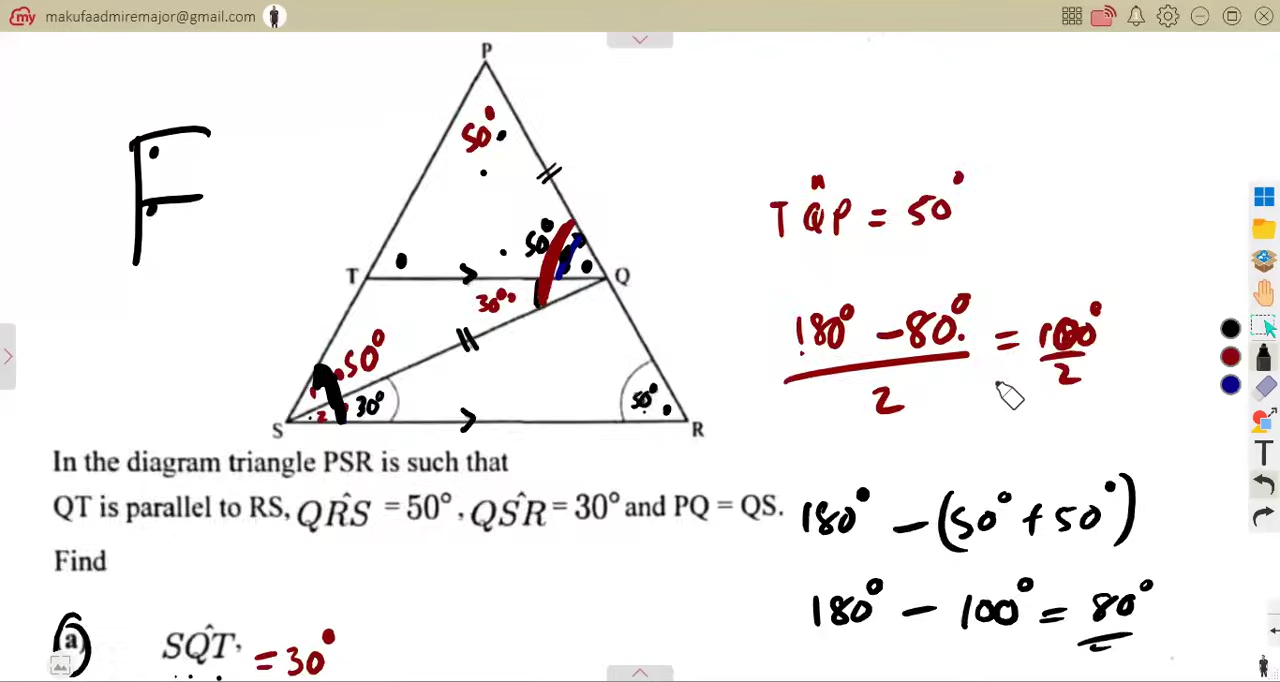 my makufaadmiremajor@gmail.com
P
50°
F
50°
T Q̂ P = 50°
T
Q
30°
180° - 80° = 100°
2 2
50°
30°
50°
S
R
In the diagram triangle PSR is such that
QT is parallel to RS, QR̂S = 50°, QŜR = 30° and PQ = QS.
180° - (50° + 50°)
Find
180° - 100° = 80°
(a) SQ̂T, = 30°
T